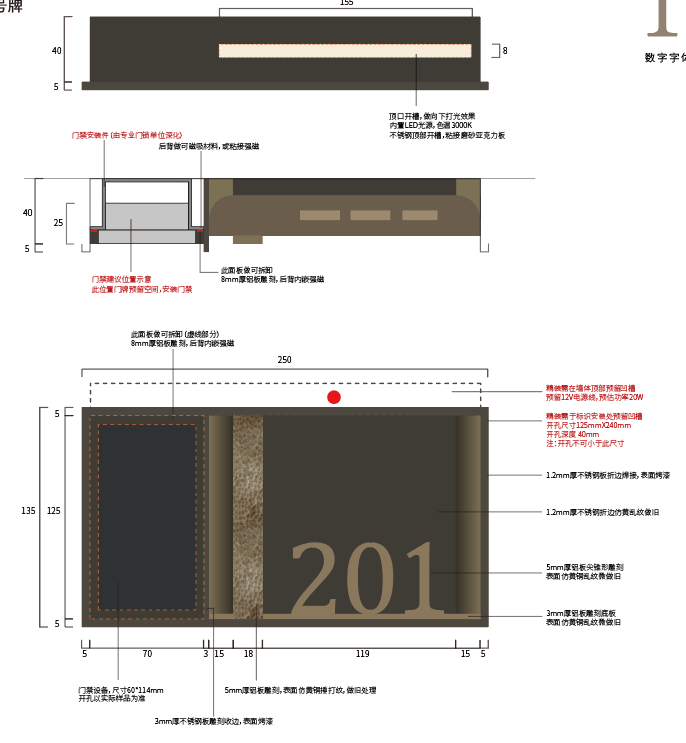 号牌
155
40
8
5
数字字体
顶口开槽,做向下打光效果
内置LED光源,色温3000K
不锈钢顶部开槽,粘接磨砂亚克力板
门禁安装件(由专业门锁单位深化)
后背做可磁吸材料,或粘接强磁
40
25
5
门禁建议位置示意
此位置门牌预留空间,安装门禁
此面板做可拆卸
8mm厚铝板雕刻,后背内嵌强磁
此面板做可拆卸(虚线部分)
8mm厚铝板雕刻,后背内嵌强磁
250
精装需在墙体顶部预留凹槽
预留12V电源线,预估功率20W
5
精装需于标识安装处预留凹槽
开孔尺寸125mmX240mm
开孔深度 40mm
注:开孔不可小于此尺寸
1.2mm厚不锈钢板折边焊接,表面烤漆
135
125
1.2mm厚不锈钢折边仿黄乱纹做旧
201
5mm厚铝板尖锥形雕刻
表面仿黄铜乱纹微做旧
3mm厚铝板雕刻底板
表面仿黄铜乱纹微做旧
5
5
70
3
15
18
119
15
5
门禁设备,尺寸60*114mm
开孔以实际样品为准
5mm厚铝板雕刻,表面仿黄铜捶打纹,做旧处理
3mm厚不锈钢板雕刻收边,表面烤漆